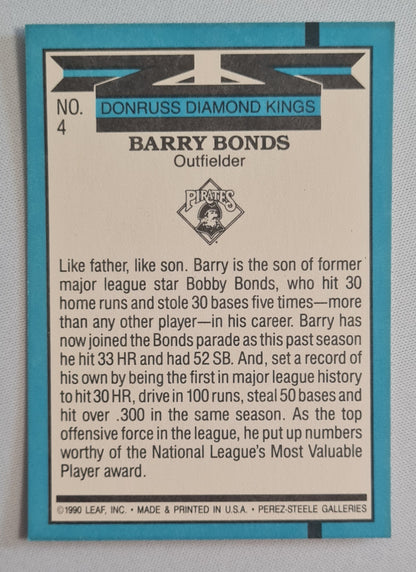 NO.
4
DONRUSS DIAMOND KINGS
BARRY BONDS
Outfielder
PIRATES
Like father, like son. Barry is the son of former
major league star Bobby Bonds, who hit 30
home runs and stole 30 bases five times—more
than any other player—in his career. Barry has
now joined the Bonds parade as this past season
he hit 33 HR and had 52 SB. And, set a record of
his own by being the first in major league history
to hit 30 HR, drive in 100 runs, steal 50 bases and
hit over .300 in the same season. As the top
offensive force in the league, he put up numbers
worthy of the National League's Most Valuable
Player award.
©1990 LEAF, INC. • MADE & PRINTED IN U.S.A. • PEREZ-STEELE GALLERIES